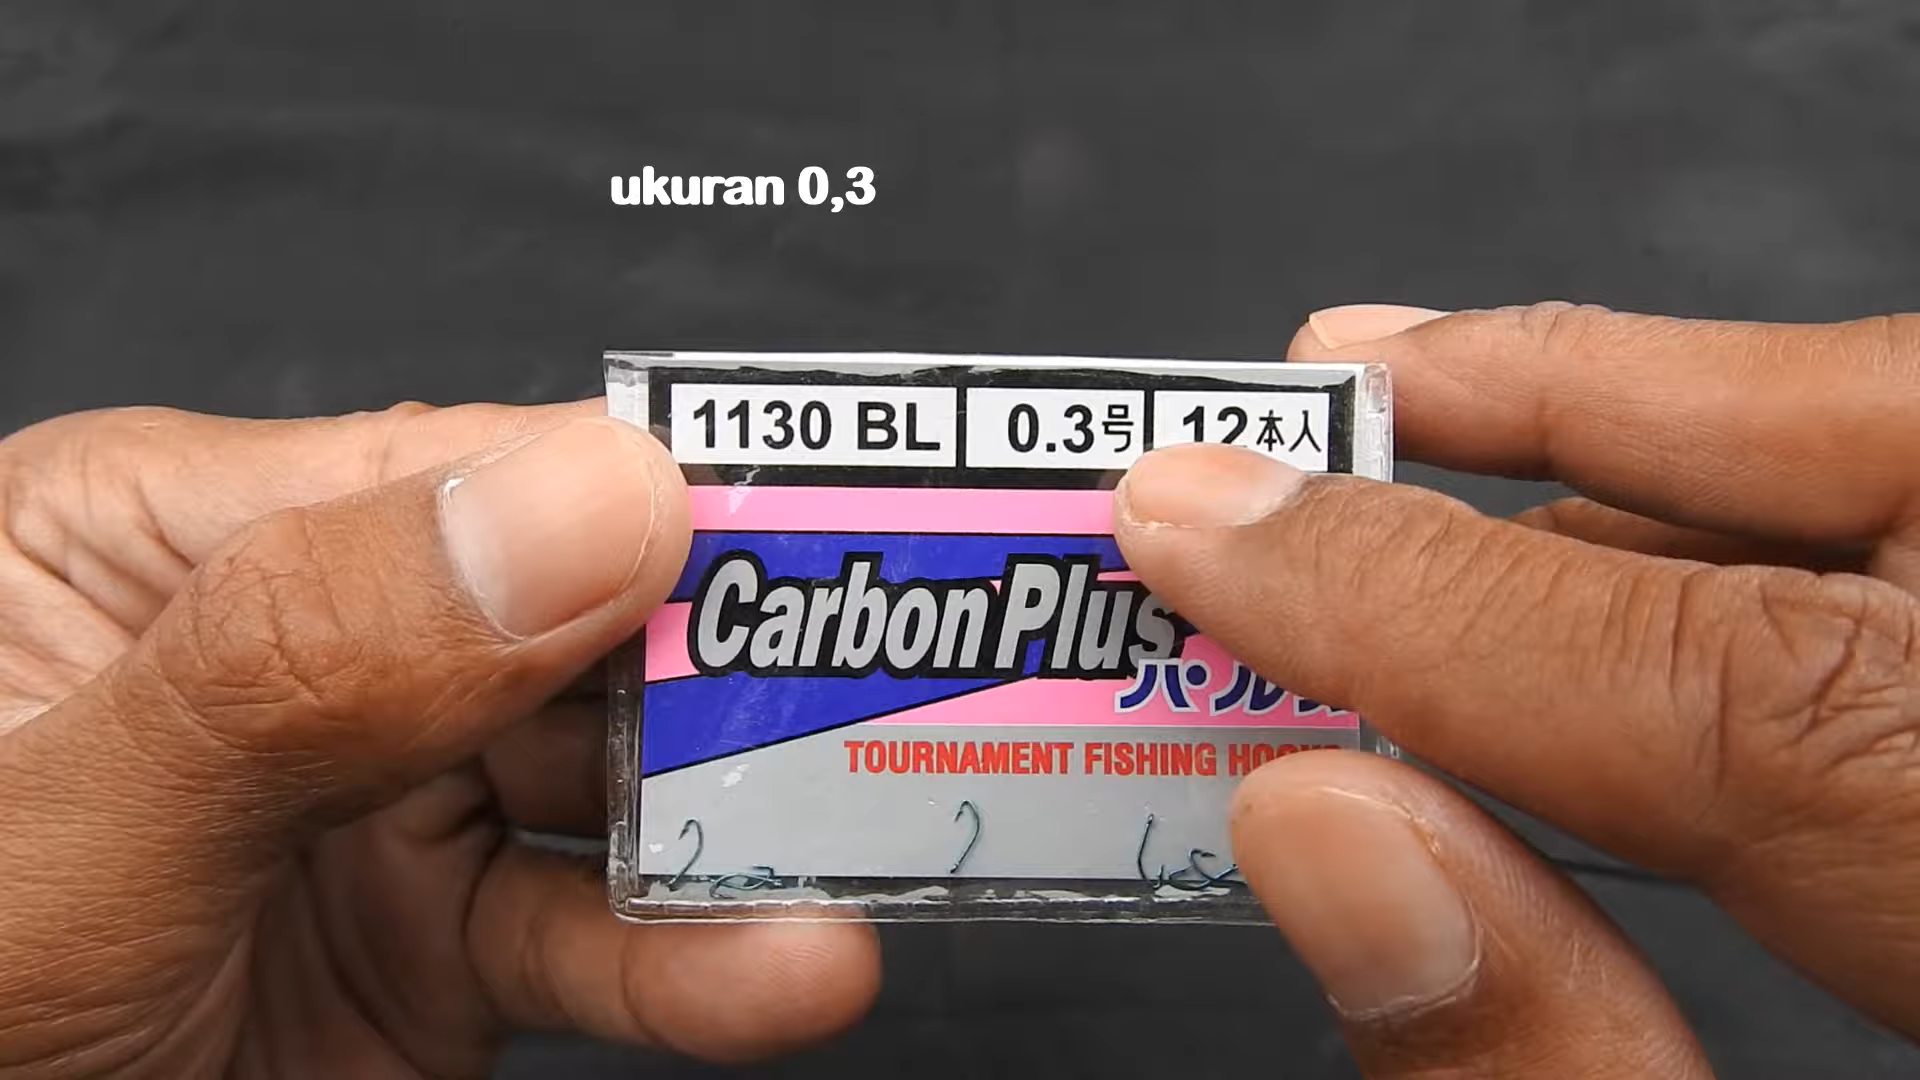 ukuran 0,3
1130 BL 0.3号 12本入
Carbon Plus
TOURNAMENT FISHING